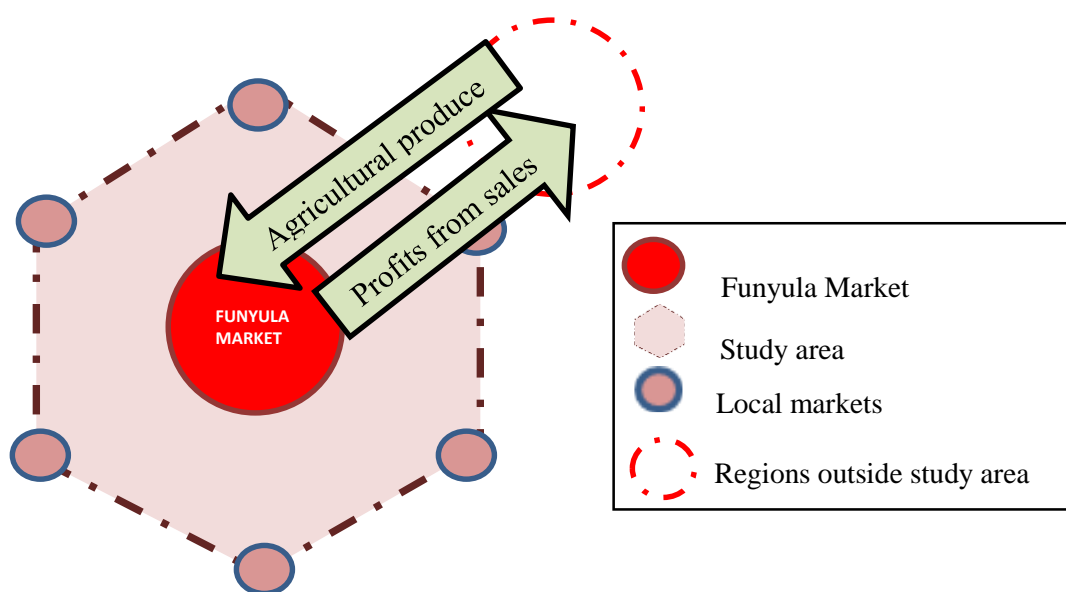 Agricultural produce
Profits from sales
FUNYULA
MARKET
Funyula Market
Study area
Local markets
Regions outside study area